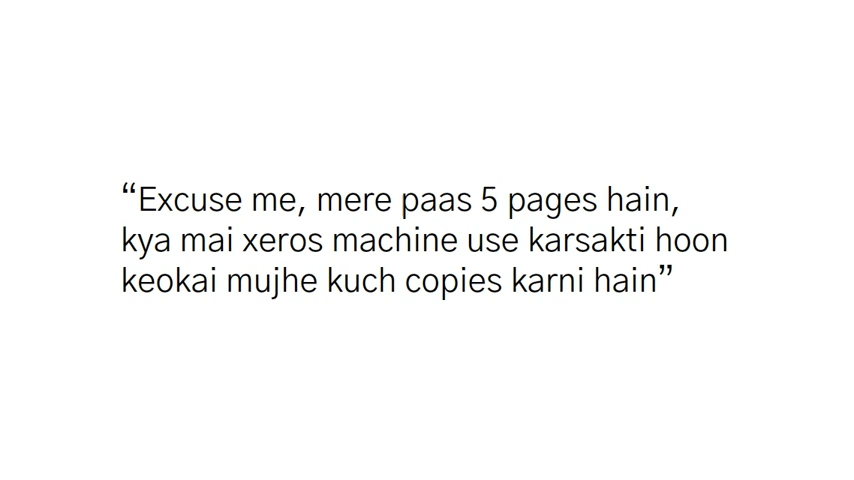 “Excuse me, mere paas 5 pages hain,
kya mai xeros machine use karsakti hoon
keokai mujhe kuch copies karni hain”